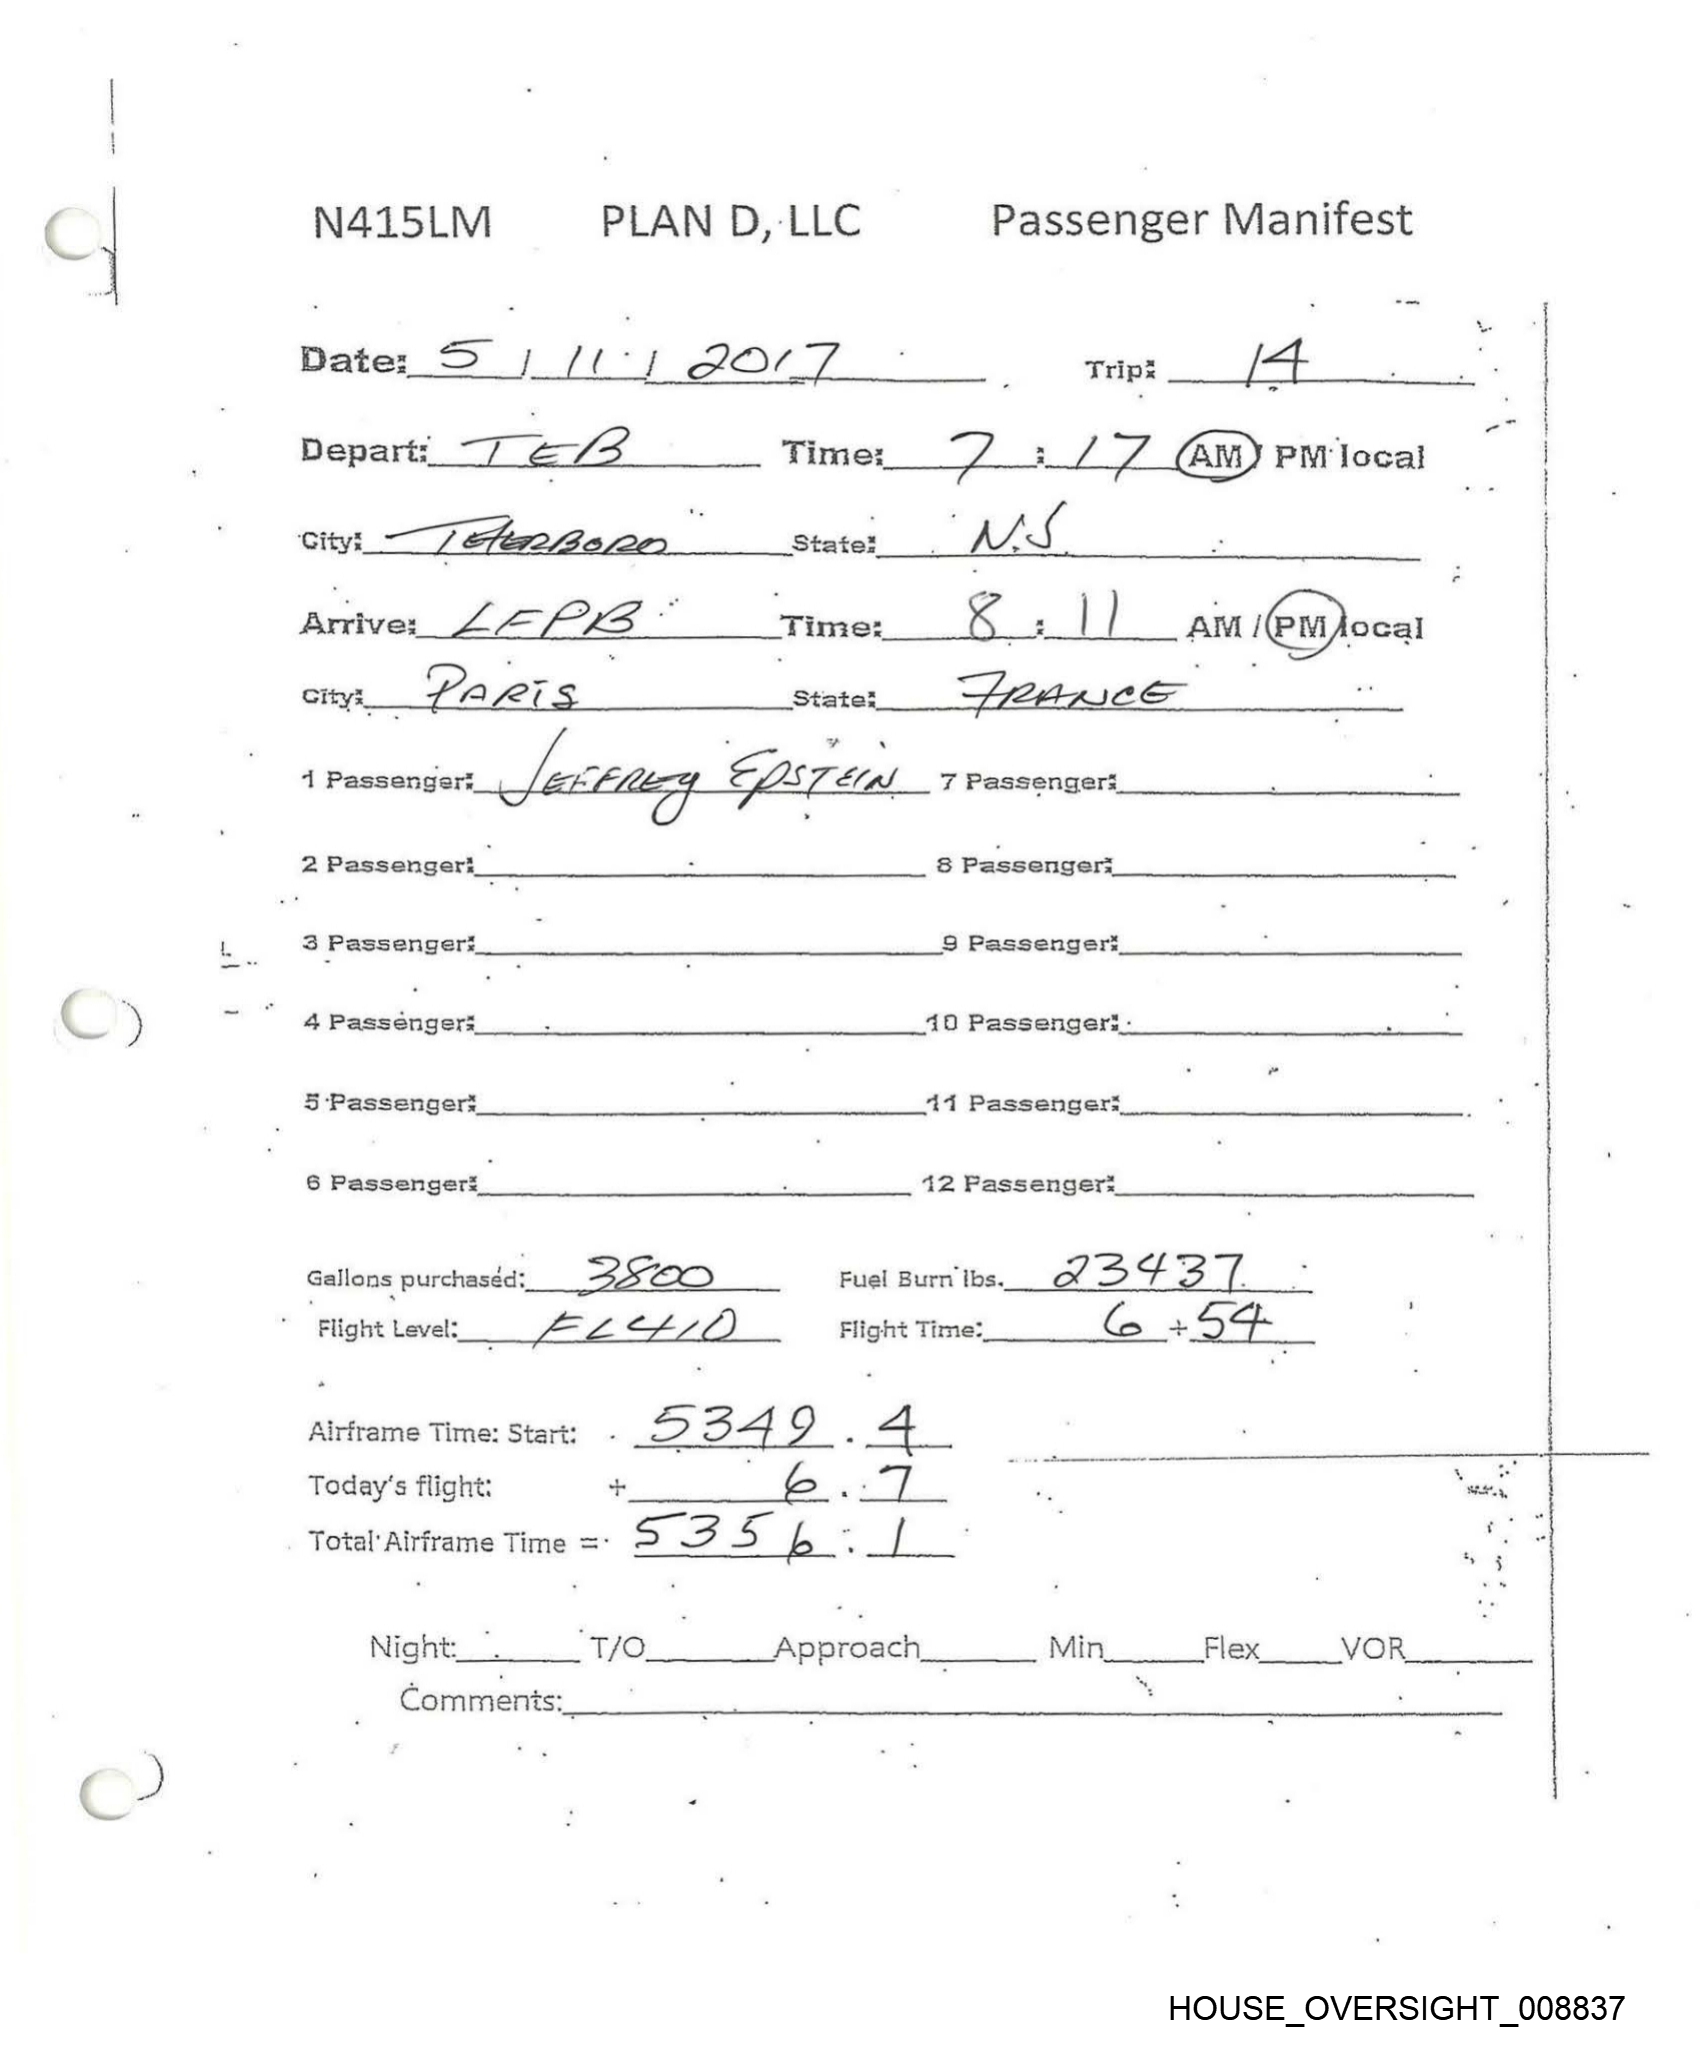 N415LM PLAN D, LLC Passenger Manifest
Date: 5 / 11 / 2017 Trip: 14
Depart: TEB Time: 7 : 17 AM / PM local
City: TETERBORO State: N.J.
Arrive: LFPB Time: 8 : 11 AM / PM local
City: PARIS State: FRANCE
1 Passenger: JEFFREY EPSTEIN 7 Passenger:
2 Passenger: 8 Passenger:
3 Passenger: 9 Passenger:
4 Passenger: 10 Passenger:
5 Passenger: 11 Passenger:
6 Passenger: 12 Passenger:
Gallons purchased: 3800 Fuel Burn lbs. 23437
Flight Level: FL410 Flight Time: 6 + 54
Airframe Time: Start: 5349 . 4
Today's flight: + 6 . 7
Total Airframe Time = 5356 : 1
Night: T/O Approach Min Flex VOR
Comments:
HOUSE_OVERSIGHT_008837